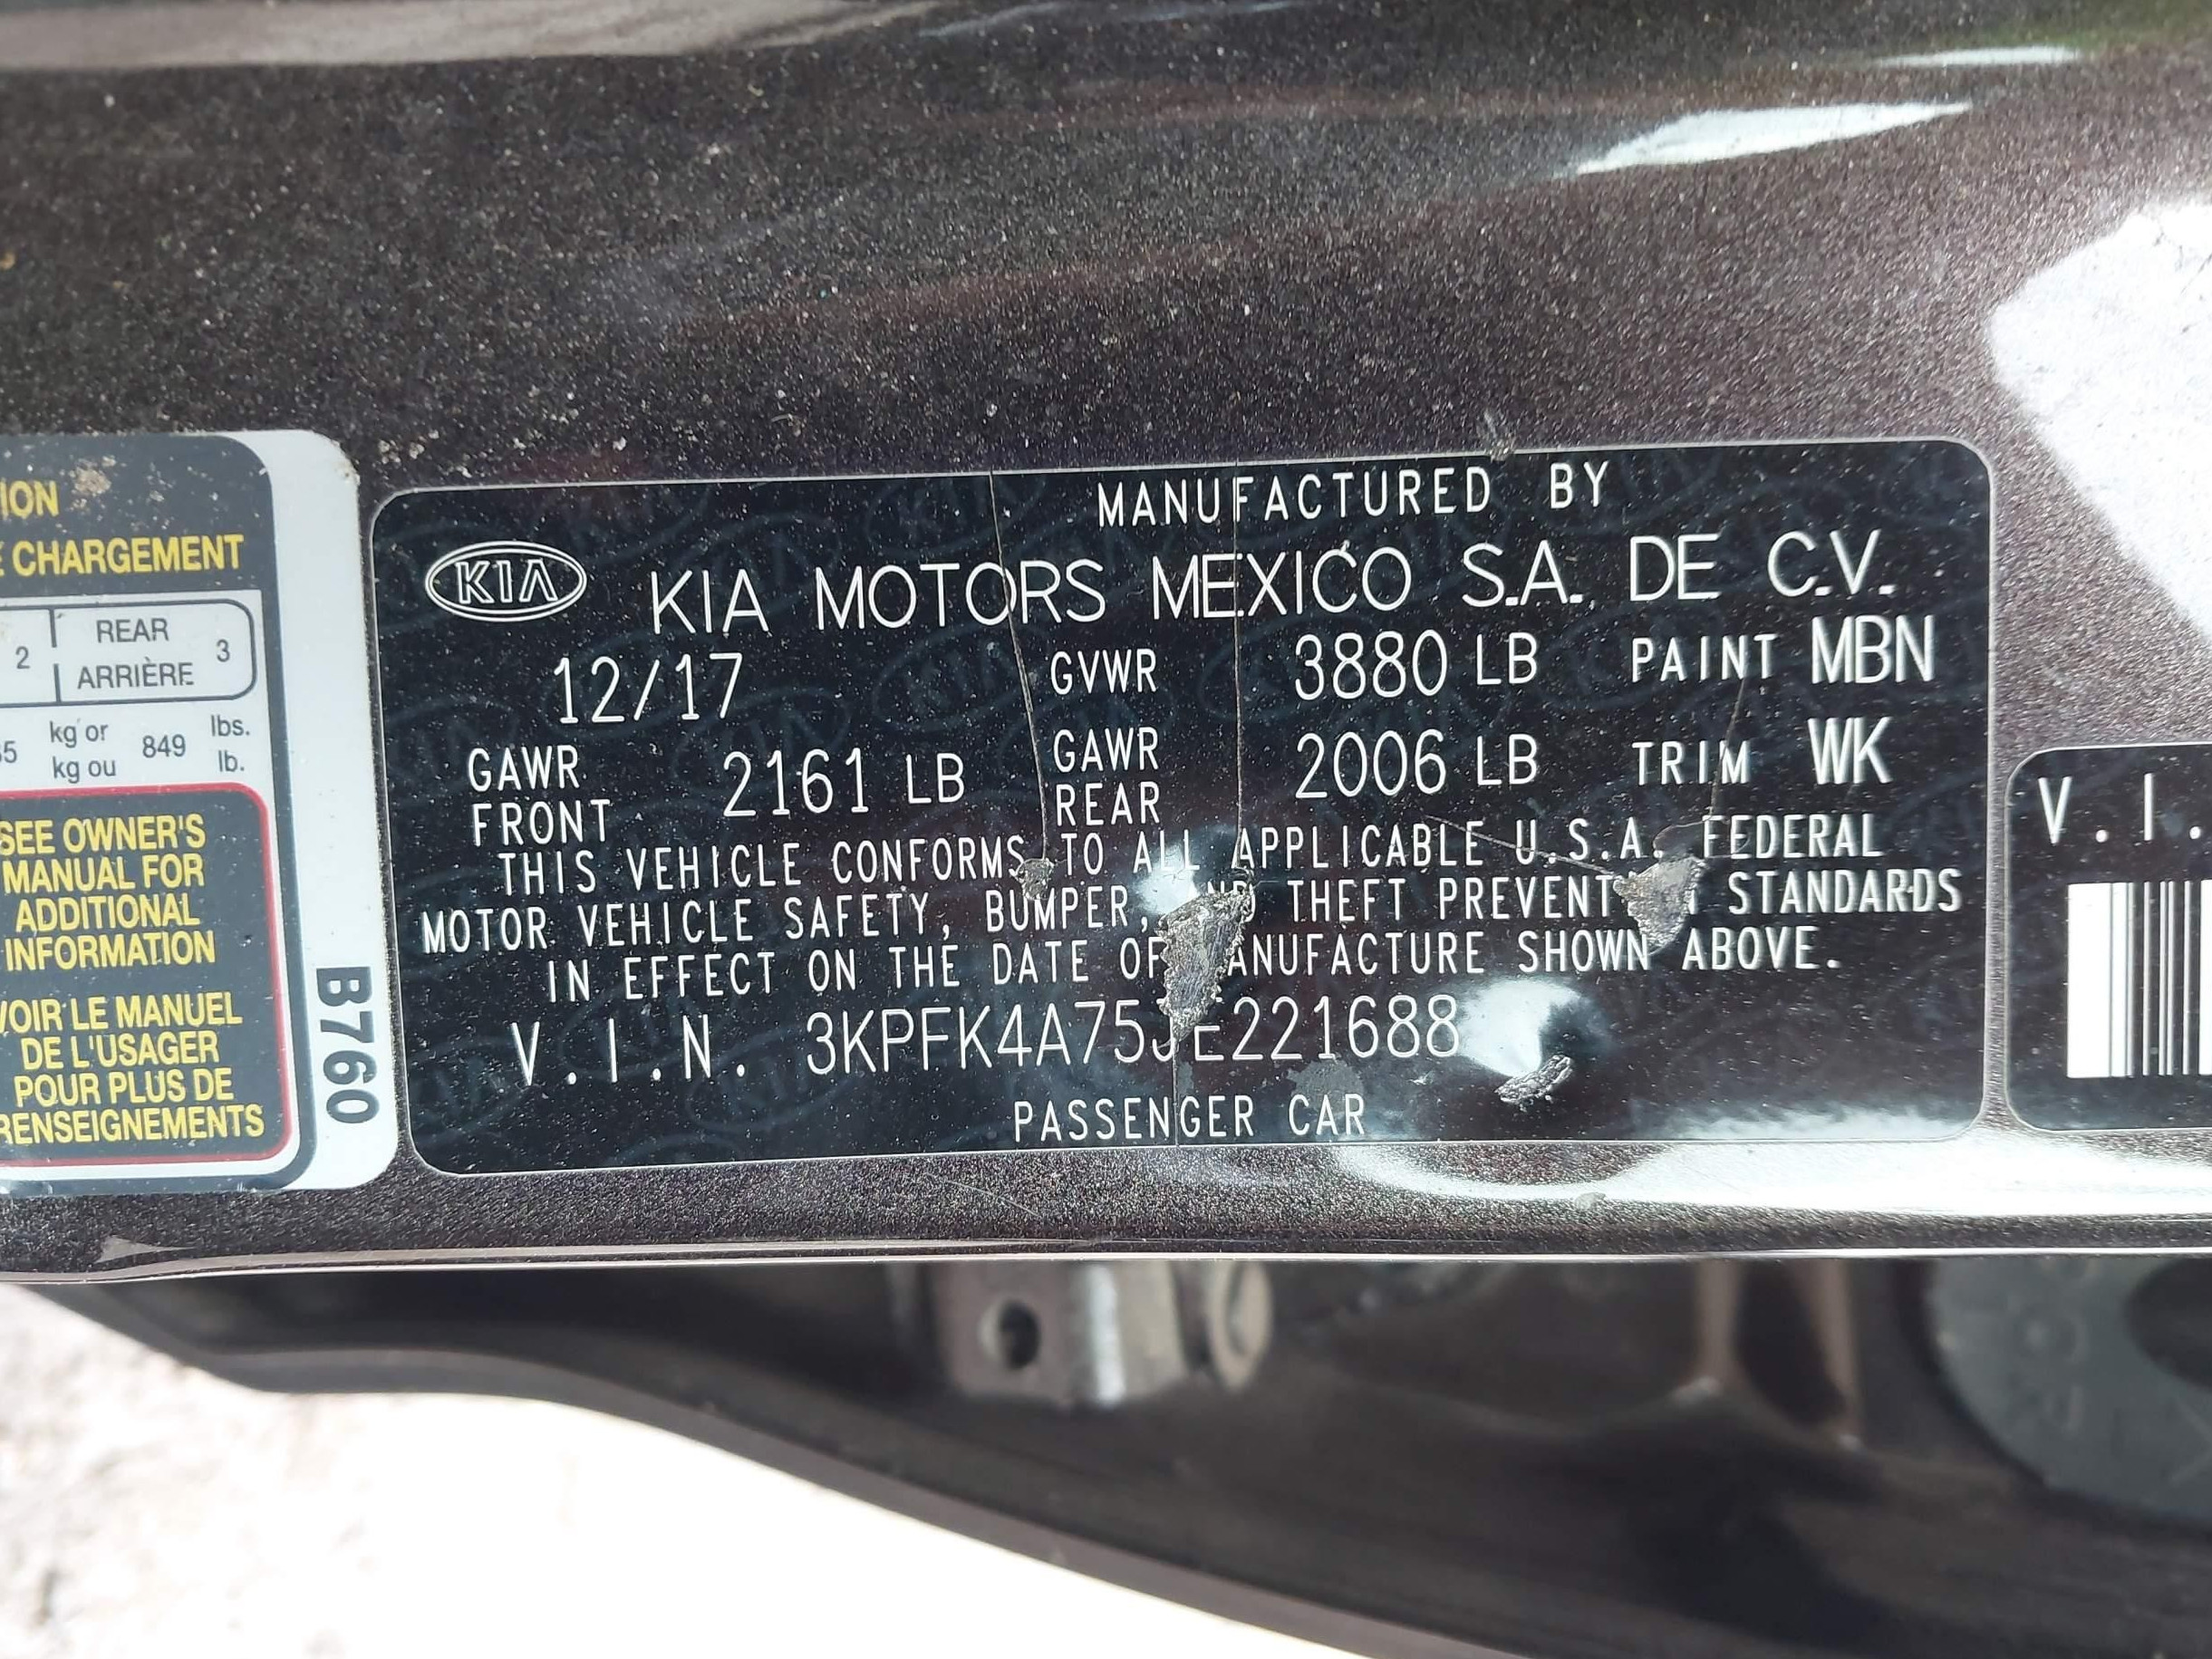 ION
E CHARGEMENT
2 REAR
ARRIÈRE 3
5 kg or 849 lbs.
kg ou lb.
SEE OWNER'S
MANUAL FOR
ADDITIONAL
INFORMATION
VOIR LE MANUEL
DE L'USAGER
POUR PLUS DE
RENSEIGNEMENTS
B760
MANUFACTURED BY
KIA KIA MOTORS MEXICO S.A. DE C.V.
12/17 GVWR 3880 LB PAINT MBN
GAWR FRONT 2161 LB GAWR REAR 2006 LB TRIM WK
THIS VEHICLE CONFORMS TO ALL APPLICABLE U.S.A. FEDERAL
MOTOR VEHICLE SAFETY, BUMPER, THEFT PREVENT STANDARDS
IN EFFECT ON THE DATE OF ANUFACTURE SHOWN ABOVE.
V.I.N. 3KPFK4A75JE221688
PASSENGER CAR
V.I.